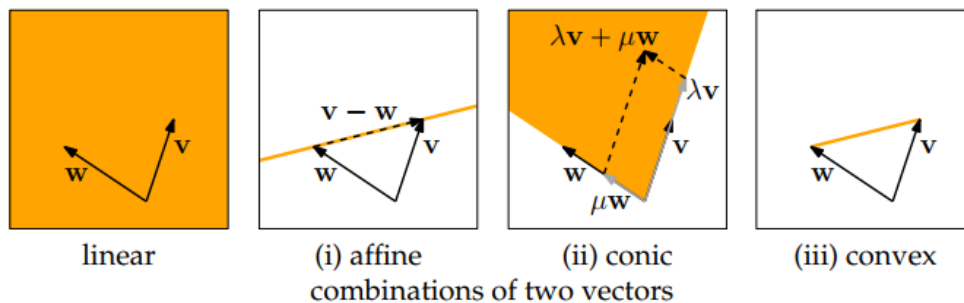 w v
v − w
w v
λv + μw
λv
w v
μw
w v
linear (i) affine (ii) conic (iii) convex
combinations of two vectors